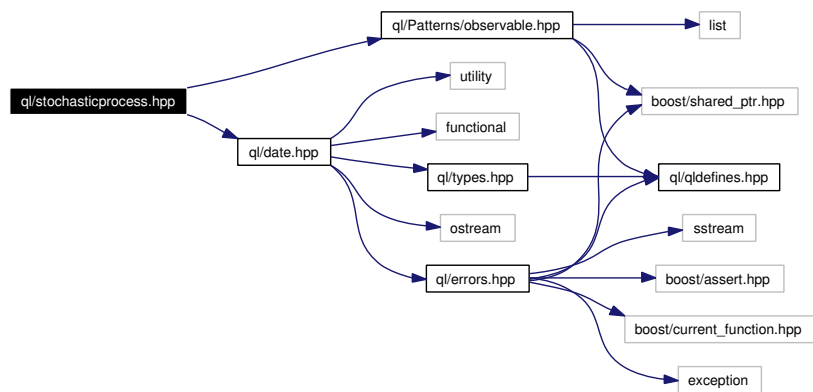 ql/Patterns/observable.hpp
list
utility
ql/stochasticprocess.hpp
boost/shared_ptr.hpp
functional
ql/date.hpp
ql/types.hpp
ql/qldefines.hpp
ostream
sstream
ql/errors.hpp
boost/assert.hpp
boost/current_function.hpp
exception